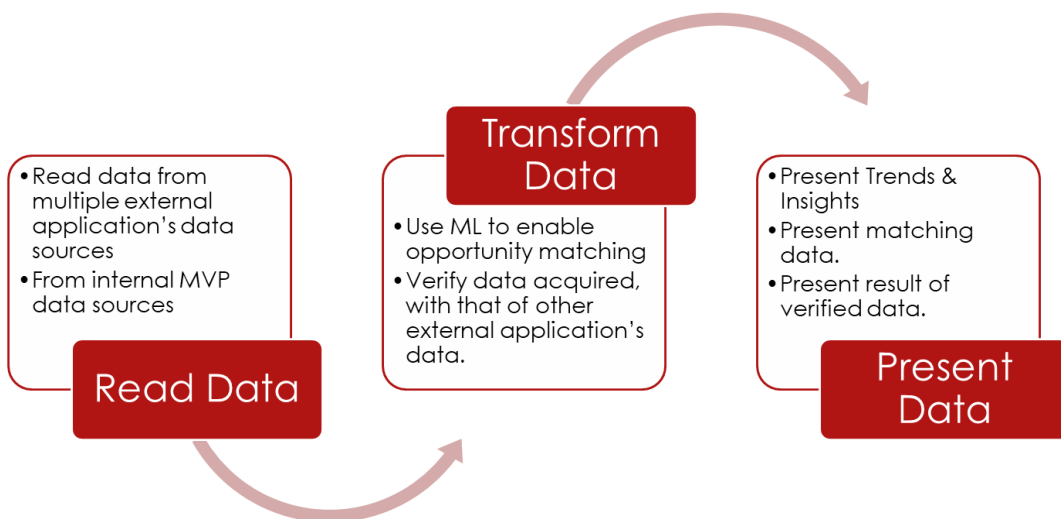 •Read data from
multiple external
application's data
sources
•From internal MVP
data sources
Read Data
Transform
Data
•Use ML to enable
opportunity matching
•Verify data acquired,
with that of other
external application's
data.
•Present Trends &
Insights
•Present matching
data.
•Present result of
verified data.
Present
Data